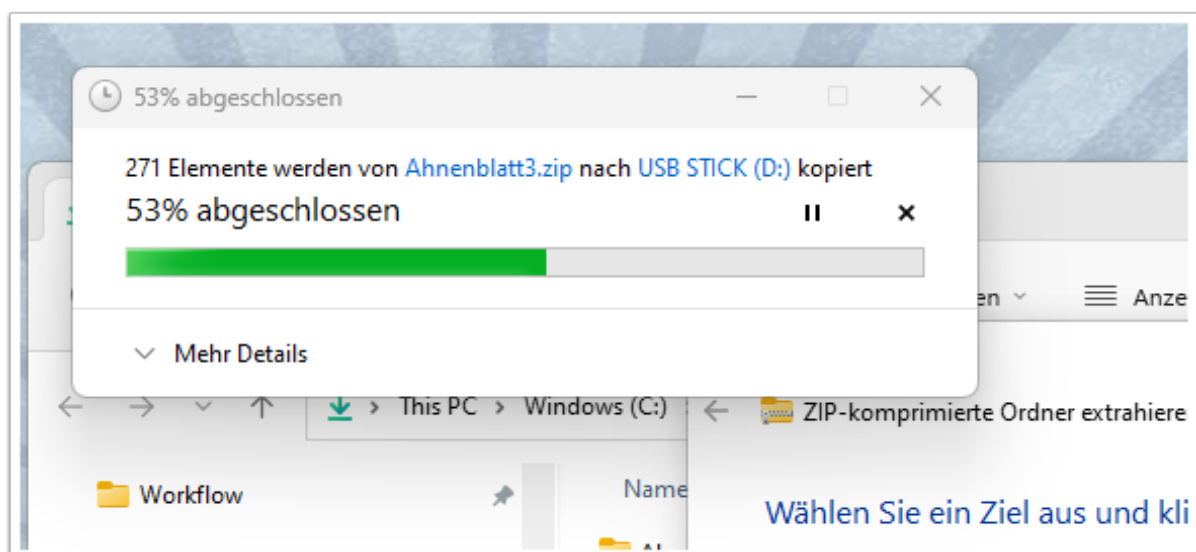 53% abgeschlossen
271 Elemente werden von Ahnenblatt3.zip nach USB STICK (D:) kopiert
53% abgeschlossen
Mehr Details
en
Anze
This PC > Windows (C:)
ZIP-komprimierte Ordner extrahiere
Workflow
Name
Wählen Sie ein Ziel aus und kli